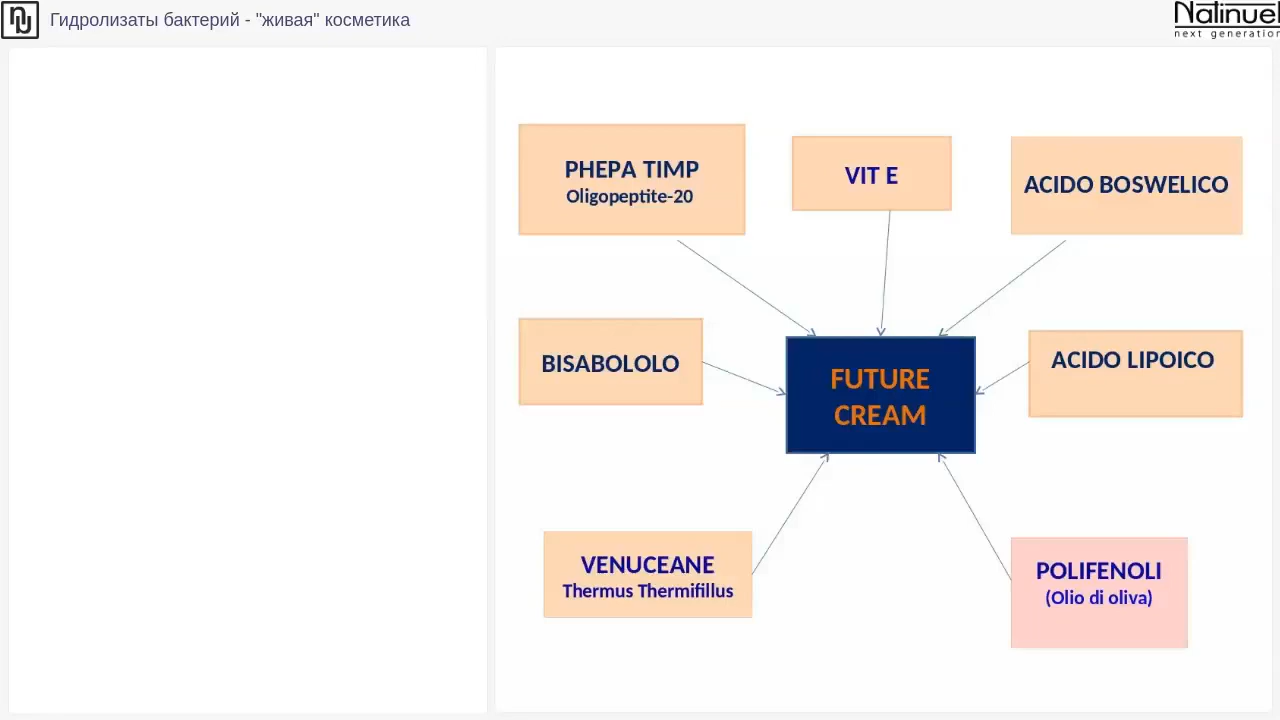 Гидролизаты бактерий - "живая" косметика
Natinuel
next generation
PHEPA TIMP
Oligopeptite-20
VIT E
ACIDO BOSWELICO
BISABOLOLO
FUTURE
CREAM
ACIDO LIPOICO
VENUCEANE
Thermus Thermifillus
POLIFENOLI
(Olio di oliva)